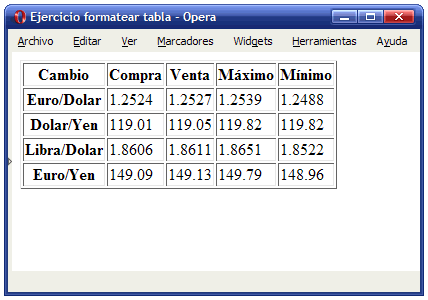 Ejercicio formatear tabla - Opera
Archivo Editar Ver Marcadores Widgets Herramientas Ayuda
Cambio Compra Venta Máximo Mínimo
Euro/Dolar 1.2524 1.2527 1.2539 1.2488
Dolar/Yen 119.01 119.05 119.82 119.82
Libra/Dolar 1.8606 1.8611 1.8651 1.8522
Euro/Yen 149.09 149.13 149.79 148.96